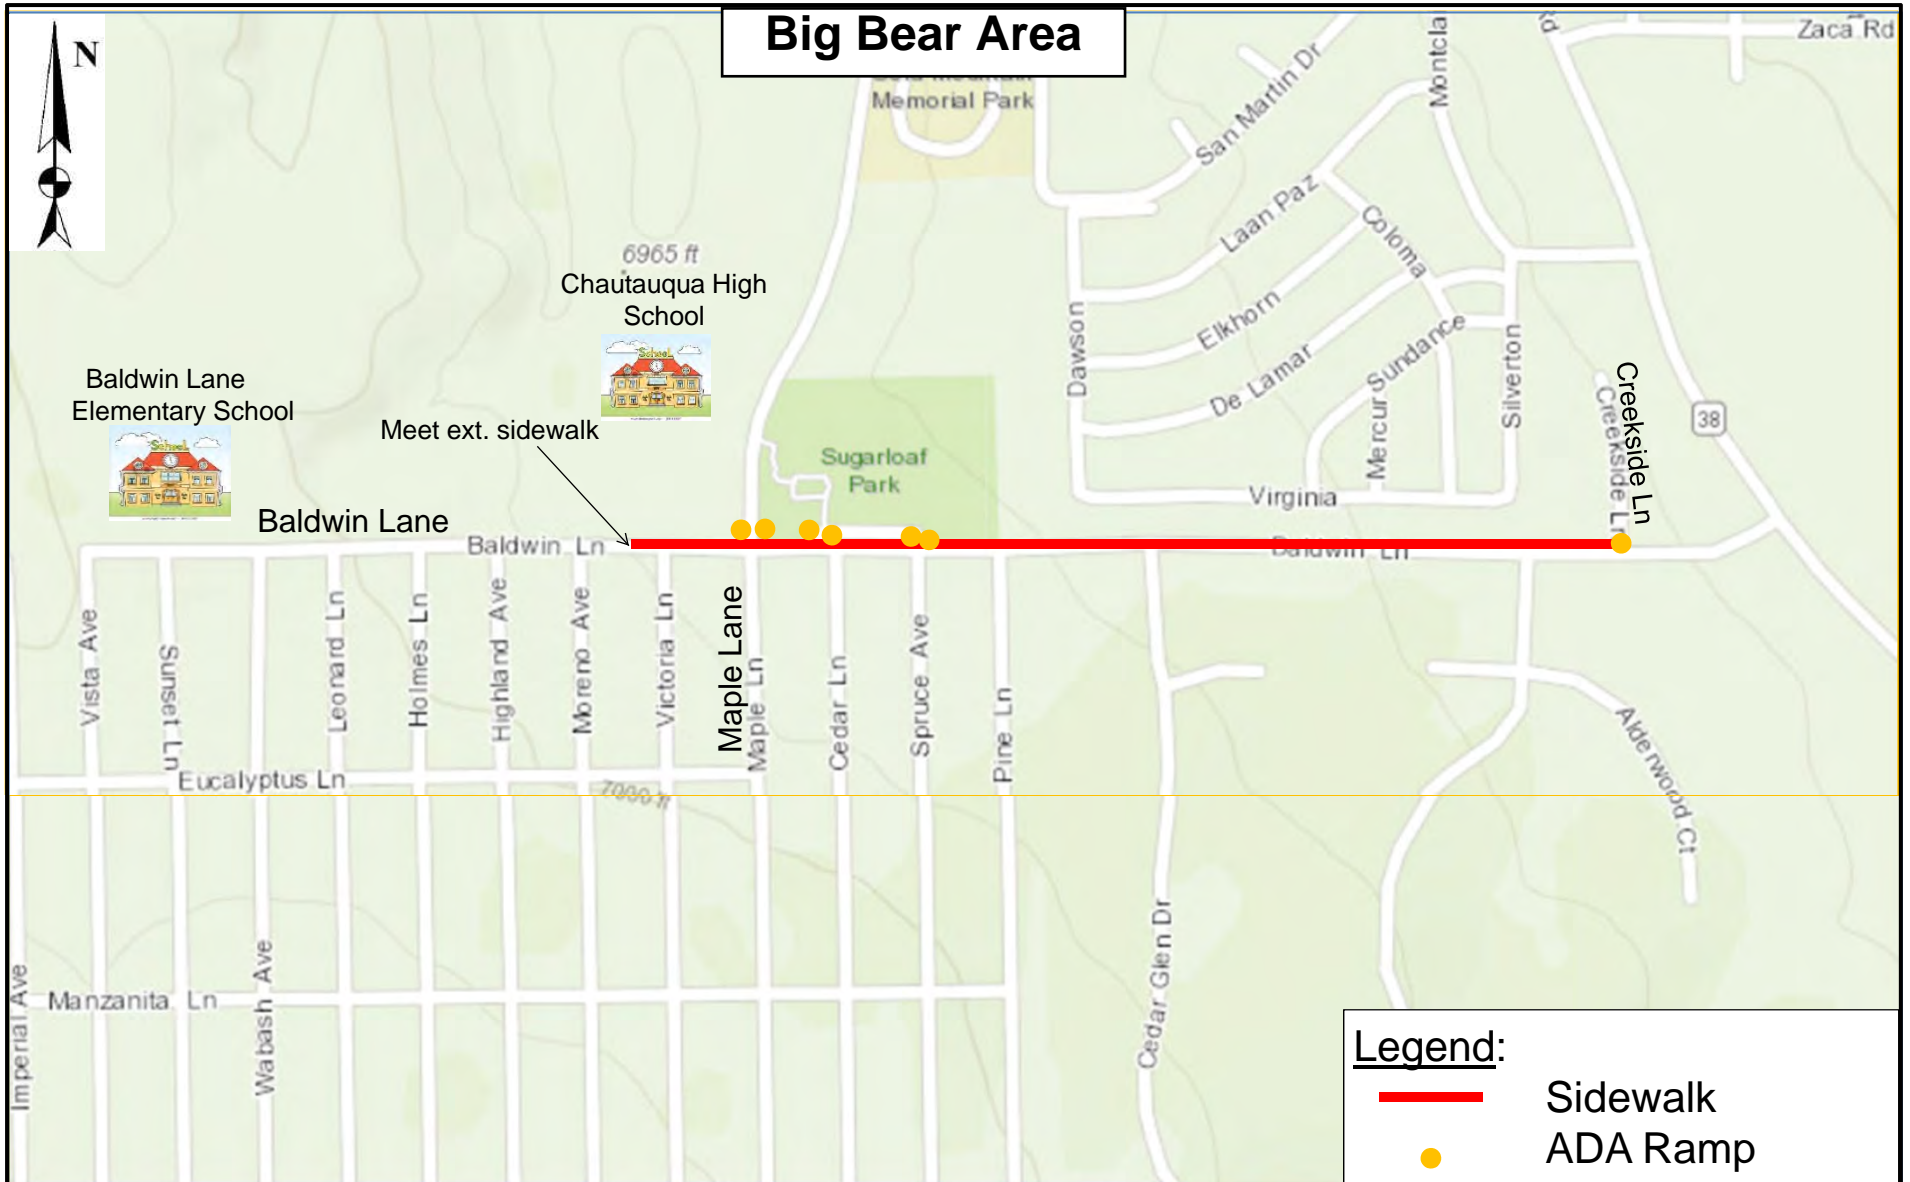 Big Bear Area
N
Zaca Rd
Memorial Park
San Martin Dr
Montcla
Laan Paz
Coloma
6965 ft
Chautauqua High
School
School
Elkhorn
Dawson
De Lamar
Sundance
Mercur
Silverton
38
Creekside Ln
Creekside Ln
Baldwin Lane
Elementary School
School
Meet ext. sidewalk
Sugarloaf
Park
Virginia
Baldwin Lane
Baldwin Ln
Baldwin Ln
Vista Ave
Sunset Ln
Leonard Ln
Holmes Ln
Highland Ave
Moreno Ave
Victoria Ln
Maple Lane
Maple Ln
Cedar Ln
Spruce Ave
Pine Ln
Alderwood Ct
Eucalyptus Ln
7000 ft
Imperial Ave
Manzanita Ln
Wabash Ave
Cedar Glen Dr
Legend:
Sidewalk
ADA Ramp